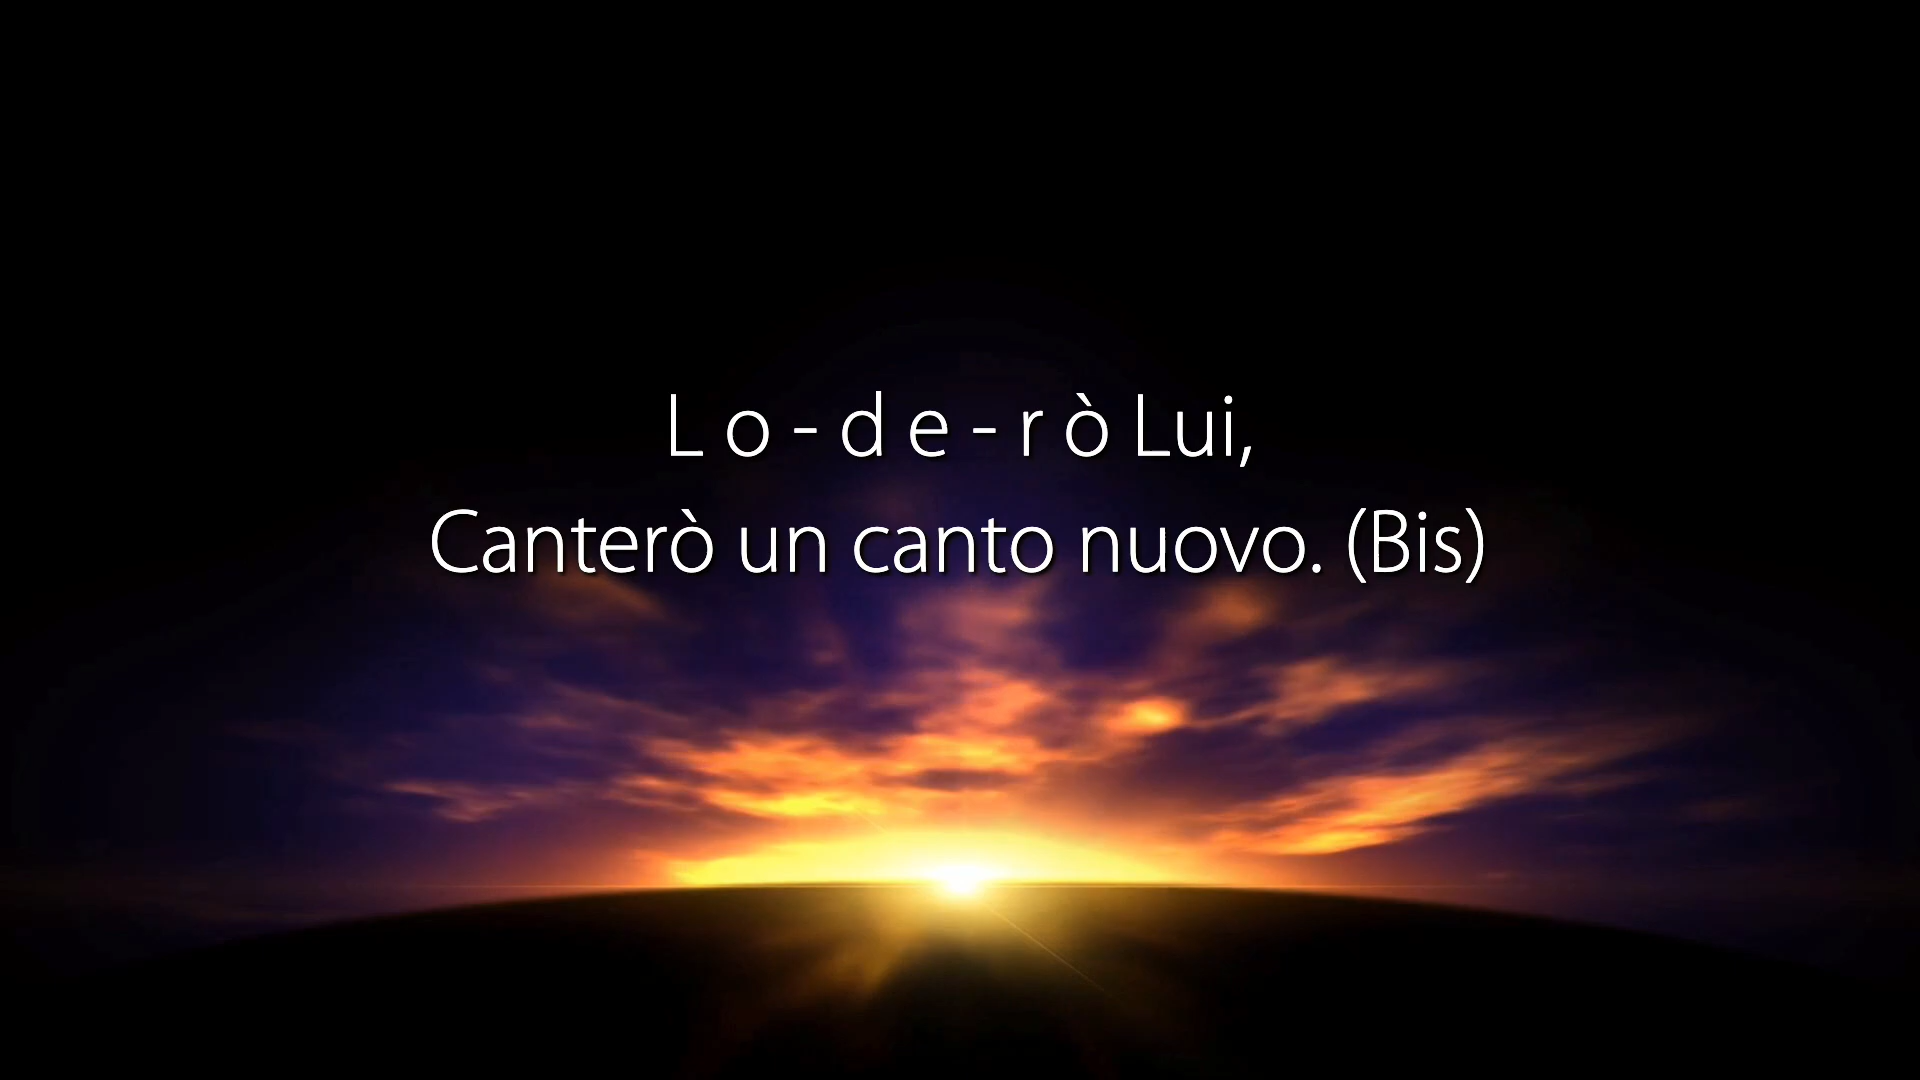 L o - d e - r ò Lui,
Canterò un canto nuovo. (Bis)